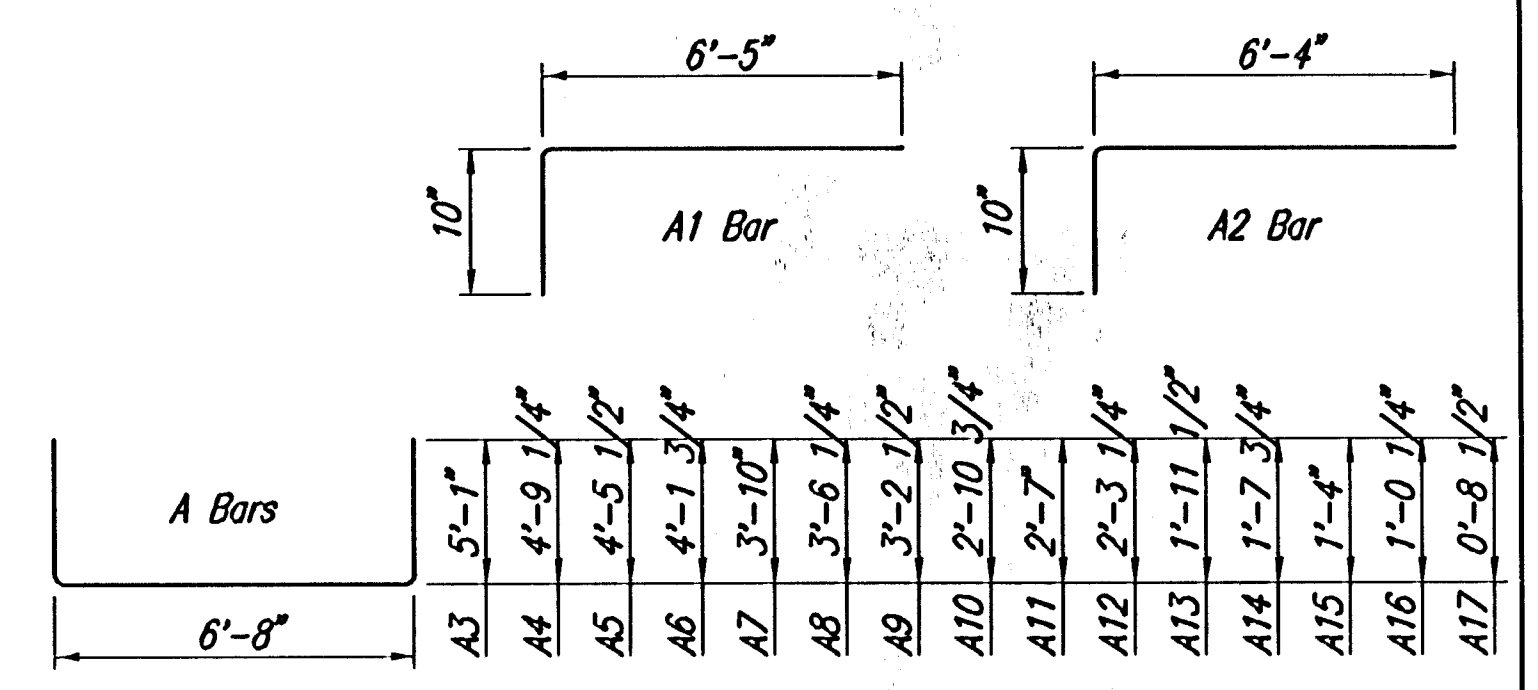 6'-5"
6'-4"
10"
A1 Bar
10"
A2 Bar
A Bars
6'-8"
5'-1"
4'-9 1/4"
4'-5 1/2"
4'-1 3/4"
3'-10"
3'-6 1/4"
3'-2 1/2"
2'-10 3/4"
2'-7"
2'-3 1/4"
1'-11 1/2"
1'-7 3/4"
1'-4"
1'-0 1/4"
0'-8 1/2"
A3
A4
A5
A6
A7
A8
A9
A10
A11
A12
A13
A14
A15
A16
A17